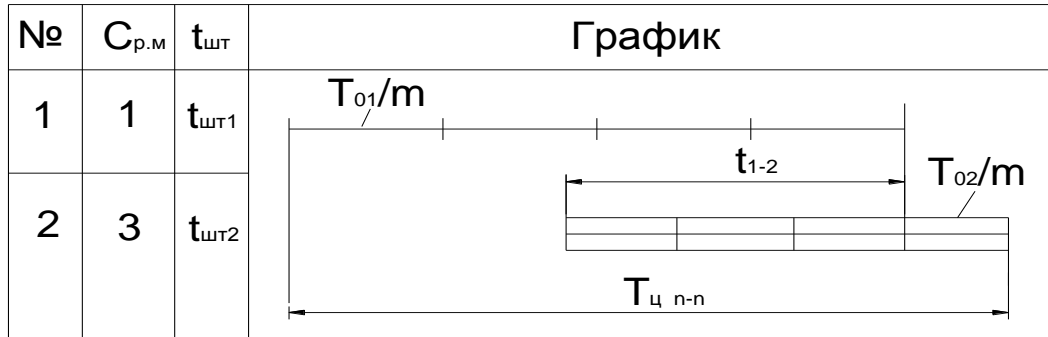 № Cр.м tшт График
1 1 tшт1 T01/m
t1-2
T02/m
2 3 tшт2
Tц n-n